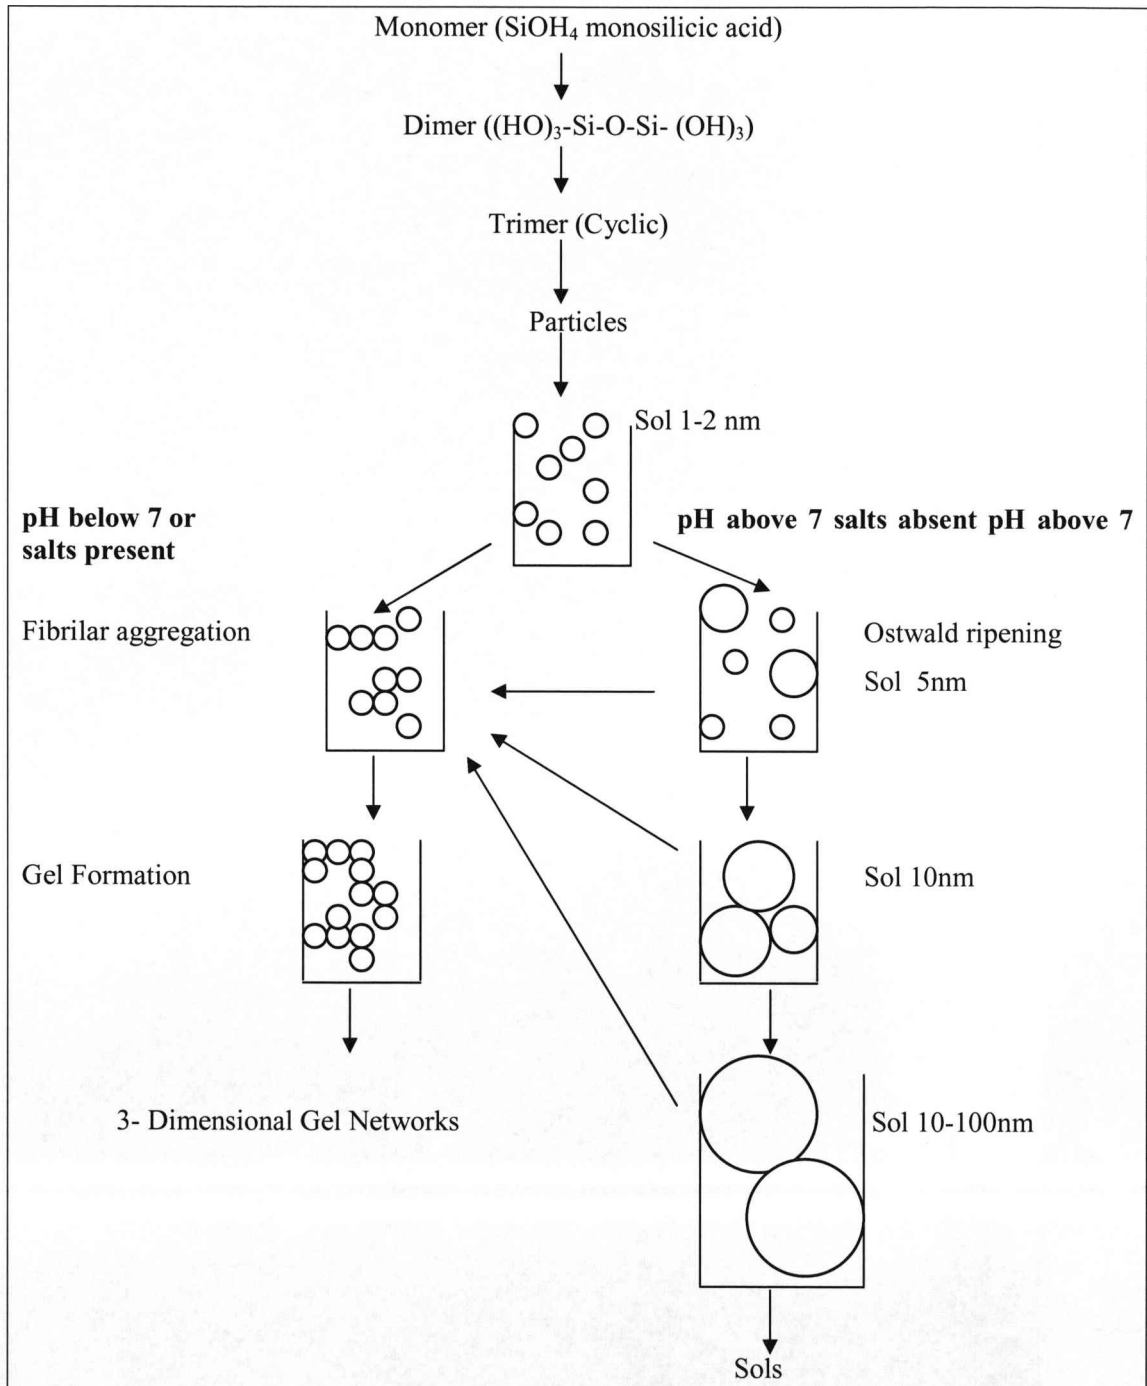 Monomer (SiOH₄ monosilicic acid)
Dimer ((HO)₃-Si-O-Si- (OH)₃)
Trimer (Cyclic)
Particles
Sol 1-2 nm
pH below 7 or
salts present
pH above 7 salts absent pH above 7
Fibrilar aggregation
Ostwald ripening
Sol 5nm
Gel Formation
Sol 10nm
3- Dimensional Gel Networks
Sol 10-100nm
Sols